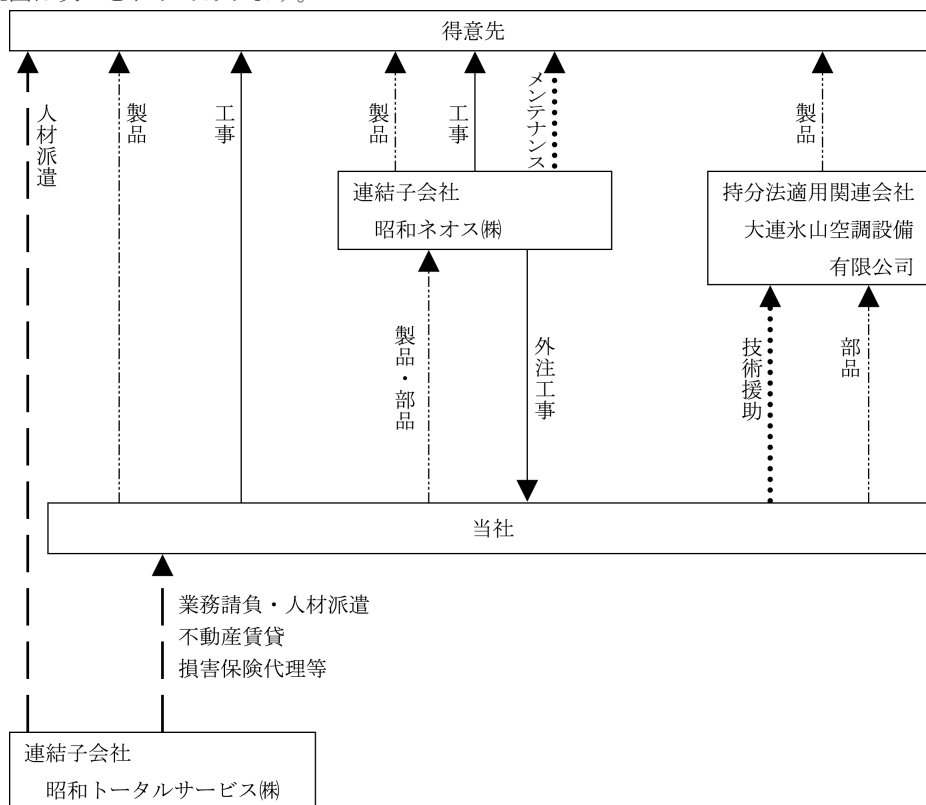 得意先
人材派遣
製品
工事
製品
工事
メンテナンス
製品
連結子会社
昭和ネオス㈱
持分法適用関連会社
大連氷山空調設備
有限公司
製品・部品
外注工事
技術援助
部品
当社
業務請負・人材派遣
不動産賃貸
損害保険代理等
連結子会社
昭和トータルサービス㈱